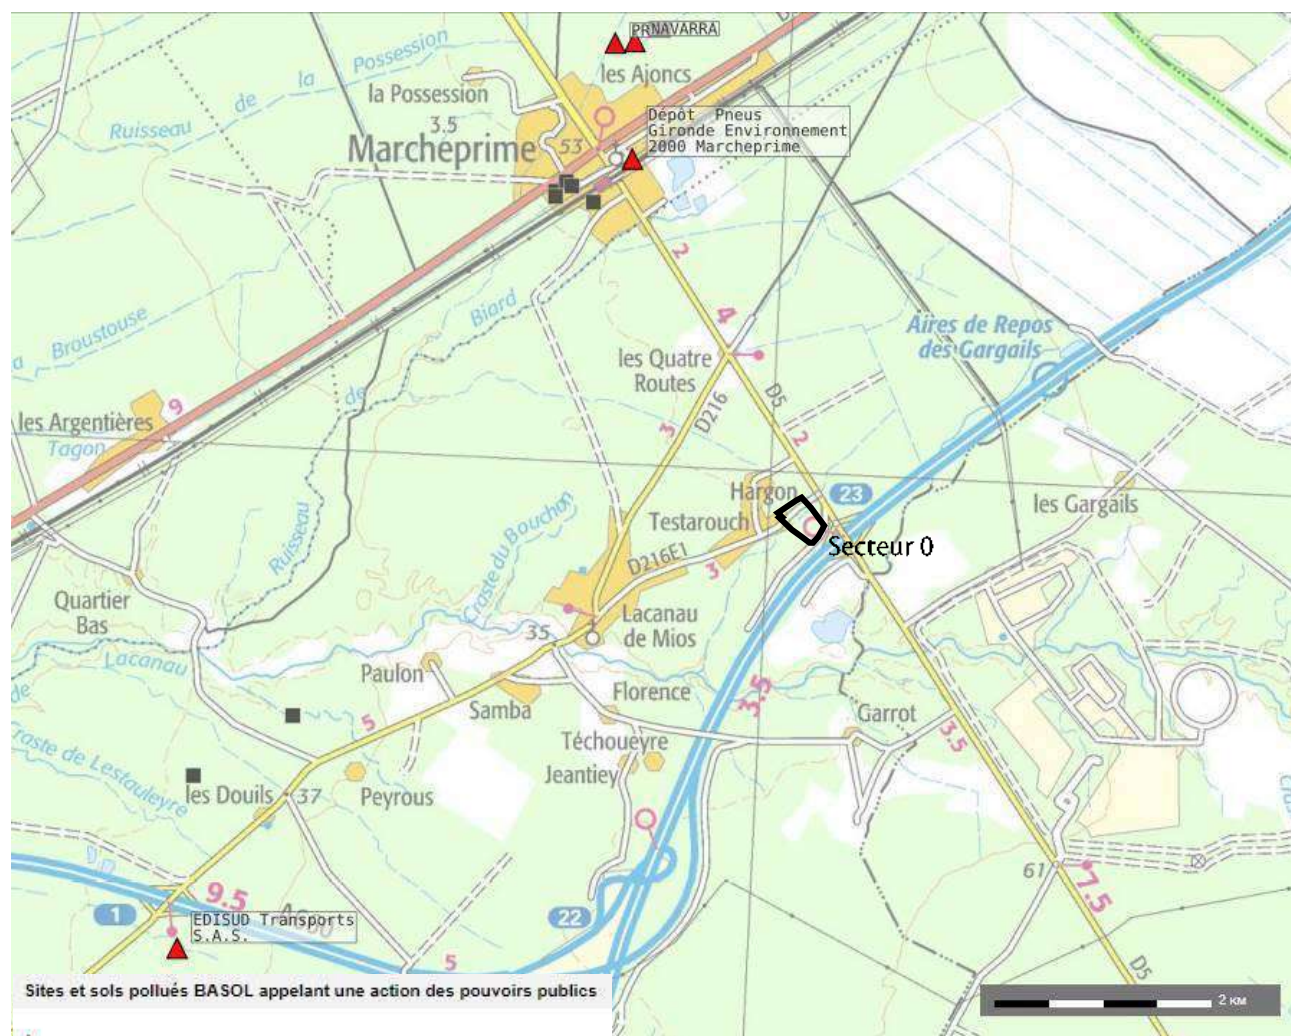 PRNAVARRA
les Ajoncs
Possession
la
de
la
Ruisseau
la Possession
3.5
Marcheprime
53
Dépôt Pneus
Gironde Environnement
2000 Marcheprime
2
4
Biard
Broustouse
a
de
Ruisseau
Aires de Repos
des Gargails
les Quatre
Routes
D5
D216
3
2
les Argentières
9
Tagon
Hargon
23
Testarouch
les Gargails
Secteur 0
Craste du Bouchon
D216E1
3
Quartier
Bas
Lacanau
35
Lacanau
de Mios
Paulon
Florence
3.5
Samba
5
Garrot
3.5
Téchoueyre
Jeantiey
de
Craste de Lestauleyre
les Douils
37
Peyrous
61
7.5
9.5
1
A660
22
EDISUD Transports
S.A.S.
5
D5
Sites et sols pollués BASOL appelant une action des pouvoirs publics
2 KM